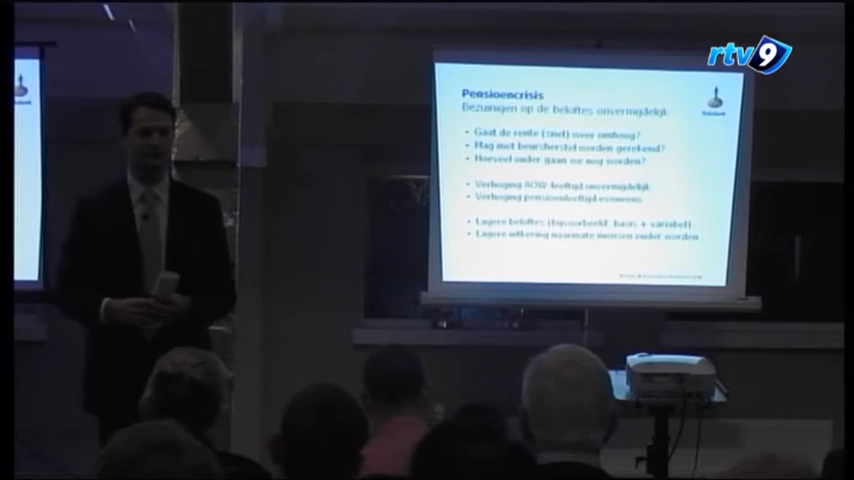 rtv9
Pensioencrisis
Bezuinigen op de beloftes onvermijdelijk
• Gaat de rente (snel) weer omhoog?
• Mag met beursherstel worden gerekend?
• Hoeveel ouder gaan we nog worden?
• Verhoging AOW-leeftijd onvermijdelijk
• Verhoging pensioenleeftijd eveneens
• Lagere beloftes (bijvoorbeeld: basis + variabel)
• Lagere uitkering naarmate mensen ouder worden
Rabobank